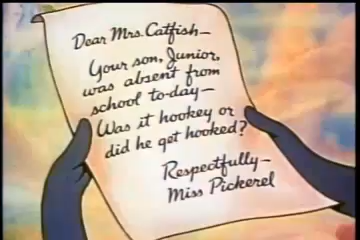 Dear Mrs. Catfish—
Your son, Junior,
was absent from
school to-day—
Was it hookey or
did he get hooked?
Respectfully—
Miss Pickerel